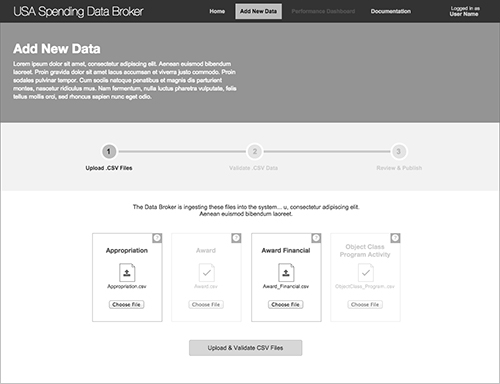 USA Spending Data Broker
Home
Add New Data
Performance Dashboard
Documentation
Logged in as
User Name
Add New Data
Lorem ipsum dolor sit amet, consectetur adipiscing elit. Aenean euismod bibendum
laoreet. Proin gravida dolor sit amet lacus accumsan et viverra justo commodo. Proin
sodales pulvinar tempor. Cum sociis natoque penatibus et magnis dis parturient
montes, nascetur ridiculus mus. Nam fermentum, nulla luctus pharetra vulputate, felis
tellus mollis orci, sed rhoncus sapien nunc eget odio.
1
2
3
Upload .CSV Files
Validate .CSV Data
Review & Publish
The Data Broker is ingesting these files into the system... u, consectetur adipiscing elit.
Aenean euismod bibendum laoreet.
Appropriation
Appropriation.csv
Choose File
Award
Award.csv
Choose File
Award Financial
Award_Financial.csv
Choose File
Object Class
Program Activity
ObjectClass_Program.csv
Choose File
Upload & Validate CSV Files